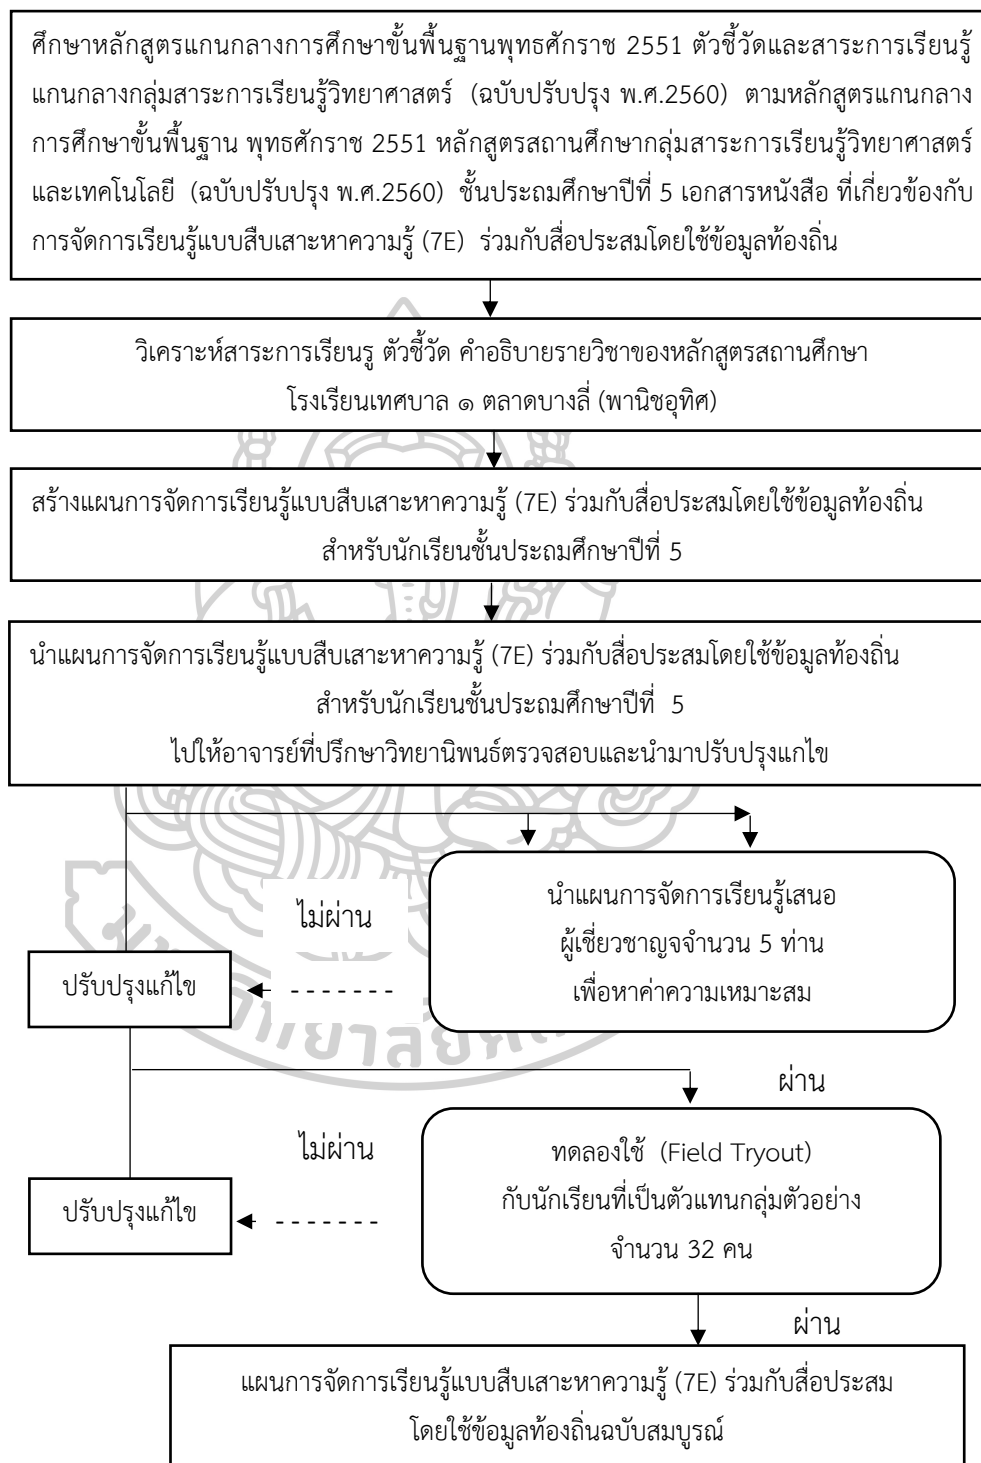 ศึกษาหลักสูตรแกนกลางการศึกษาขั้นพื้นฐานพุทธศักราช 2551 ตัวชี้วัดและสาระการเรียนรู้
แกนกลางกลุ่มสาระการเรียนรู้วิทยาศาสตร์ (ฉบับปรับปรุง พ.ศ.2560) ตามหลักสูตรแกนกลาง
การศึกษาขั้นพื้นฐาน พุทธศักราช 2551 หลักสูตรสถานศึกษากลุ่มสาระการเรียนรู้วิทยาศาสตร์
และเทคโนโลยี (ฉบับปรับปรุง พ.ศ.2560) ชั้นประถมศึกษาปีที่ 5 เอกสารหนังสือ ที่เกี่ยวข้องกับ
การจัดการเรียนรู้แบบสืบเสาะหาความรู้ (7E) ร่วมกับสื่อประสมโดยใช้ข้อมูลท้องถิ่น
วิเคราะห์สาระการเรียนรู ตัวชี้วัด คำอธิบายรายวิชาของหลักสูตรสถานศึกษา
โรงเรียนเทศบาล ๑ ตลาดบางลี่ (พานิชอุทิศ)
สร้างแผนการจัดการเรียนรู้แบบสืบเสาะหาความรู้ (7E) ร่วมกับสื่อประสมโดยใช้ข้อมูลท้องถิ่น
สำหรับนักเรียนชั้นประถมศึกษาปีที่ 5
นำแผนการจัดการเรียนรู้แบบสืบเสาะหาความรู้ (7E) ร่วมกับสื่อประสมโดยใช้ข้อมูลท้องถิ่น
สำหรับนักเรียนชั้นประถมศึกษาปีที่ 5
ไปให้อาจารย์ที่ปรึกษาวิทยานิพนธ์ตรวจสอบและนำมาปรับปรุงแก้ไข
นำแผนการจัดการเรียนรู้เสนอ
ผู้เชี่ยวชาญจจำนวน 5 ท่าน
เพื่อหาค่าความเหมาะสม
ไม่ผ่าน
ปรับปรุงแก้ไข
ผ่าน
ทดลองใช้ (Field Tryout)
กับนักเรียนที่เป็นตัวแทนกลุ่มตัวอย่าง
จำนวน 32 คน
ไม่ผ่าน
ปรับปรุงแก้ไข
ผ่าน
แผนการจัดการเรียนรู้แบบสืบเสาะหาความรู้ (7E) ร่วมกับสื่อประสม
โดยใช้ข้อมูลท้องถิ่นฉบับสมบูรณ์